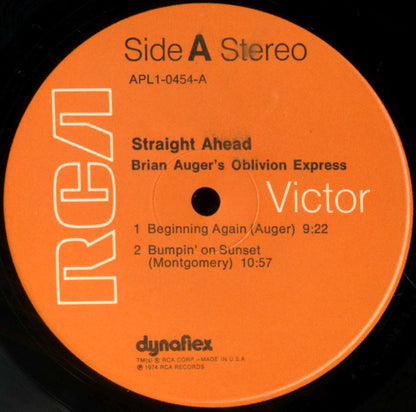 Side A Stereo
APL1-0454-A
RCA
Straight Ahead
Brian Auger's Oblivion Express
Victor
1 Beginning Again (Auger) 9:22
2 Bumpin' on Sunset
(Montgomery) 10:57
dynaflex
TM(s) ® RCA CORP.-MADE IN U.S.A
℗ 1974 RCA RECORDS